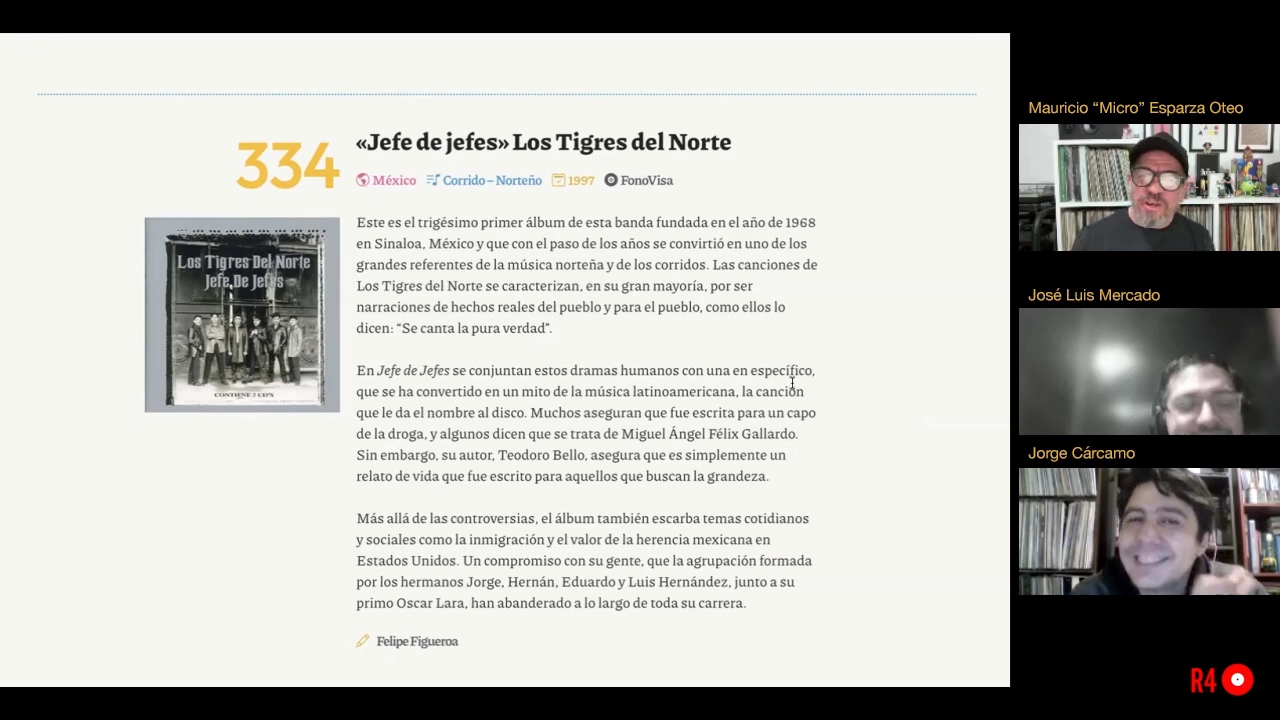 334
«Jefe de jefes» Los Tigres del Norte
México Corrido – Norteño 1997 FonoVisa
Los Tigres Del Norte
Jefe De Jefes
CONTIENE 2 CD'S
Este es el trigésimo primer álbum de esta banda fundada en el año de 1968
en Sinaloa, México y que con el paso de los años se convirtió en uno de los
grandes referentes de la música norteña y de los corridos. Las canciones de
Los Tigres del Norte se caracterizan, en su gran mayoría, por ser
narraciones de hechos reales del pueblo y para el pueblo, como ellos lo
dicen: “Se canta la pura verdad”.
En Jefe de Jefes se conjuntan estos dramas humanos con una en específico,
que se ha convertido en un mito de la música latinoamericana, la canción
que le da el nombre al disco. Muchos aseguran que fue escrita para un capo
de la droga, y algunos dicen que se trata de Miguel Ángel Félix Gallardo.
Sin embargo, su autor, Teodoro Bello, asegura que es simplemente un
relato de vida que fue escrito para aquellos que buscan la grandeza.
Más allá de las controversias, el álbum también escarba temas cotidianos
y sociales como la inmigración y el valor de la herencia mexicana en
Estados Unidos. Un compromiso con su gente, que la agrupación formada
por los hermanos Jorge, Hernán, Eduardo y Luis Hernández, junto a su
primo Oscar Lara, han abanderado a lo largo de toda su carrera.
Felipe Figueroa
Mauricio “Micro” Esparza Oteo
José Luis Mercado
Jorge Cárcamo
R4